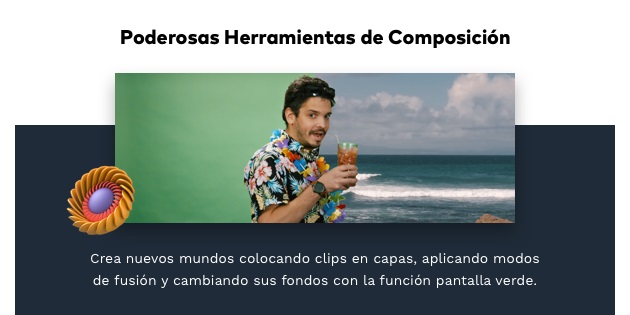 Poderosas Herramientas de Composición
Crea nuevos mundos colocando clips en capas, aplicando modos
de fusión y cambiando sus fondos con la función pantalla verde.